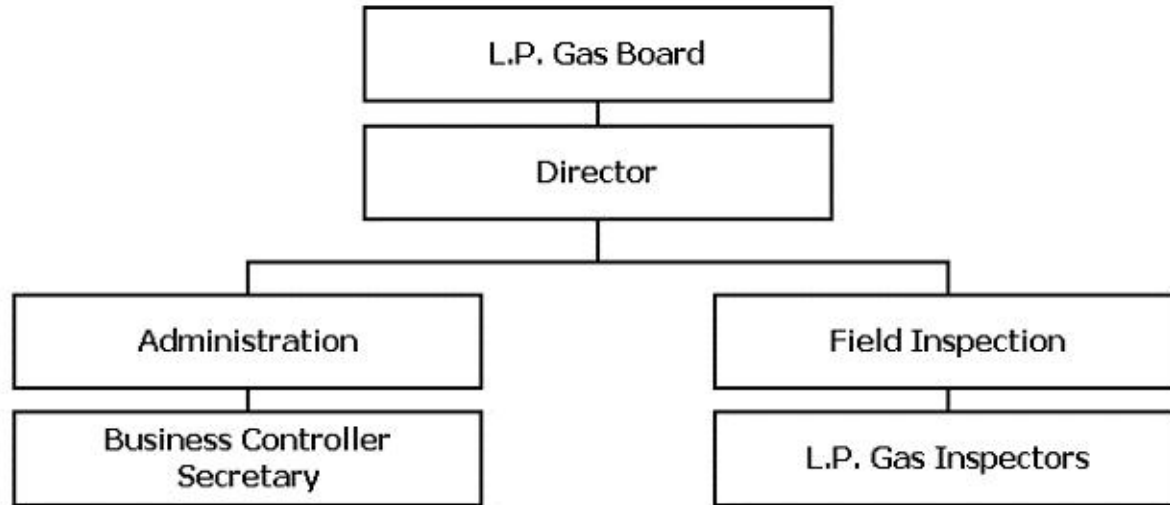 L.P. Gas Board
Director
Administration
Field Inspection
Business Controller
Secretary
L.P. Gas Inspectors